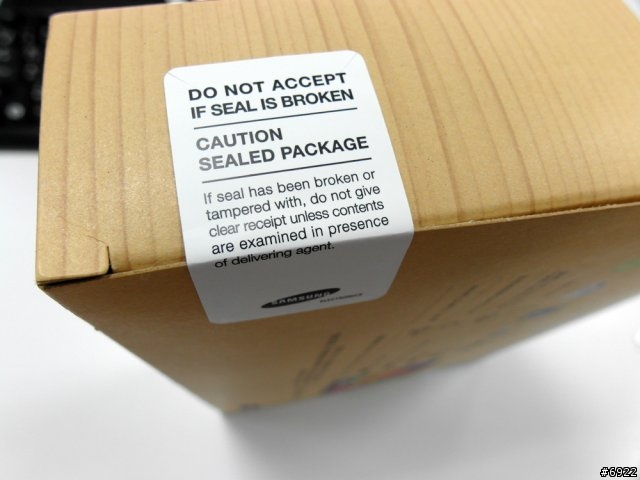 DO NOT ACCEPT
IF SEAL IS BROKEN
CAUTION
SEALED PACKAGE
If seal has been broken or
tampered with, do not give
clear receipt unless contents
are examined in presence
of delivering agent.
SAMSUNG ELECTRONICS
#6922